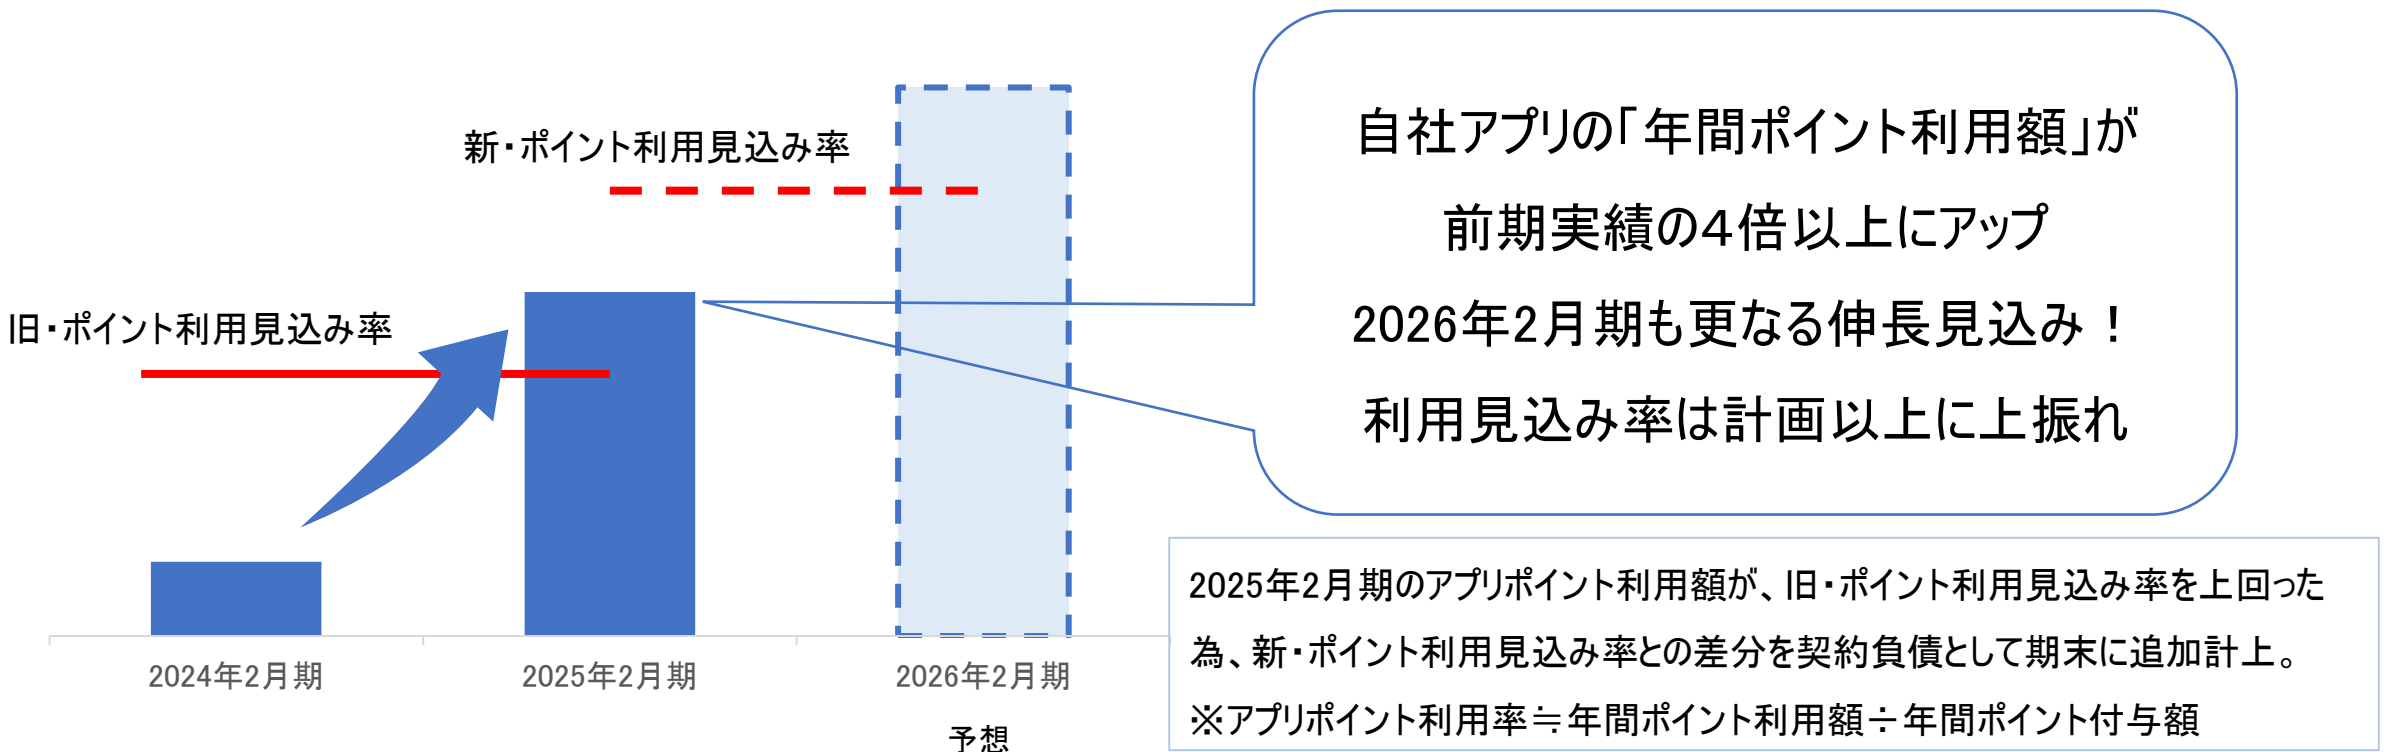 新・ポイント利用見込み率
旧・ポイント利用見込み率
2024年2月期
2025年2月期
2026年2月期
予想
自社アプリの「年間ポイント利用額」が
前期実績の4倍以上にアップ
2026年2月期も更なる伸長見込み！
利用見込み率は計画以上に上振れ
2025年2月期のアプリポイント利用額が、旧・ポイント利用見込み率を上回った
為、新・ポイント利用見込み率との差分を契約負債として期末に追加計上。
※アプリポイント利用率≒年間ポイント利用額÷年間ポイント付与額